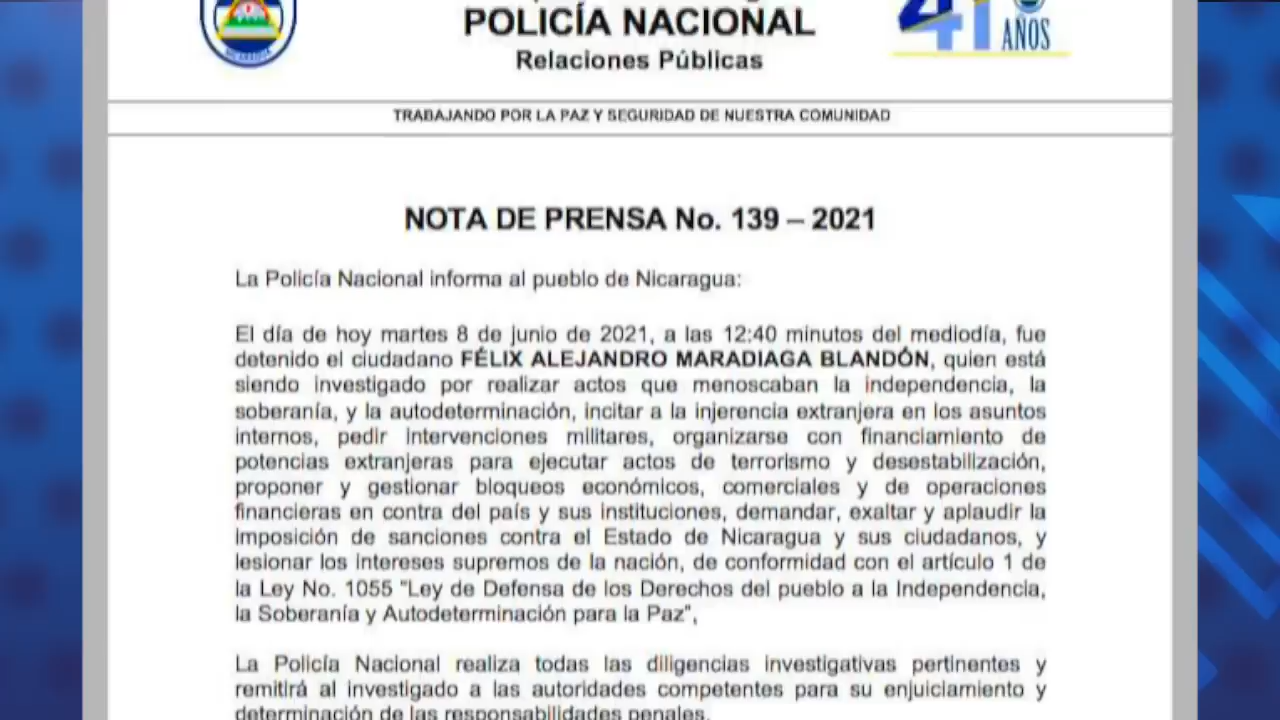 POLICÍA NACIONAL
Relaciones Públicas
41 AÑOS
TRABAJANDO POR LA PAZ Y SEGURIDAD DE NUESTRA COMUNIDAD
NOTA DE PRENSA No. 139 – 2021
La Policía Nacional informa al pueblo de Nicaragua:
El día de hoy martes 8 de junio de 2021, a las 12:40 minutos del mediodía, fue
detenido el ciudadano FÉLIX ALEJANDRO MARADIAGA BLANDÓN, quien está
siendo investigado por realizar actos que menoscaban la independencia, la
soberanía, y la autodeterminación, incitar a la injerencia extranjera en los asuntos
internos, pedir intervenciones militares, organizarse con financiamiento de
potencias extranjeras para ejecutar actos de terrorismo y desestabilización,
proponer y gestionar bloqueos económicos, comerciales y de operaciones
financieras en contra del país y sus instituciones, demandar, exaltar y aplaudir la
imposición de sanciones contra el Estado de Nicaragua y sus ciudadanos, y
lesionar los intereses supremos de la nación, de conformidad con el artículo 1 de
la Ley No. 1055 "Ley de Defensa de los Derechos del pueblo a la Independencia,
la Soberanía y Autodeterminación para la Paz",
La Policía Nacional realiza todas las diligencias investigativas pertinentes y
remitirá al investigado a las autoridades competentes para su enjuiciamiento y
determinación de las responsabilidades penales.